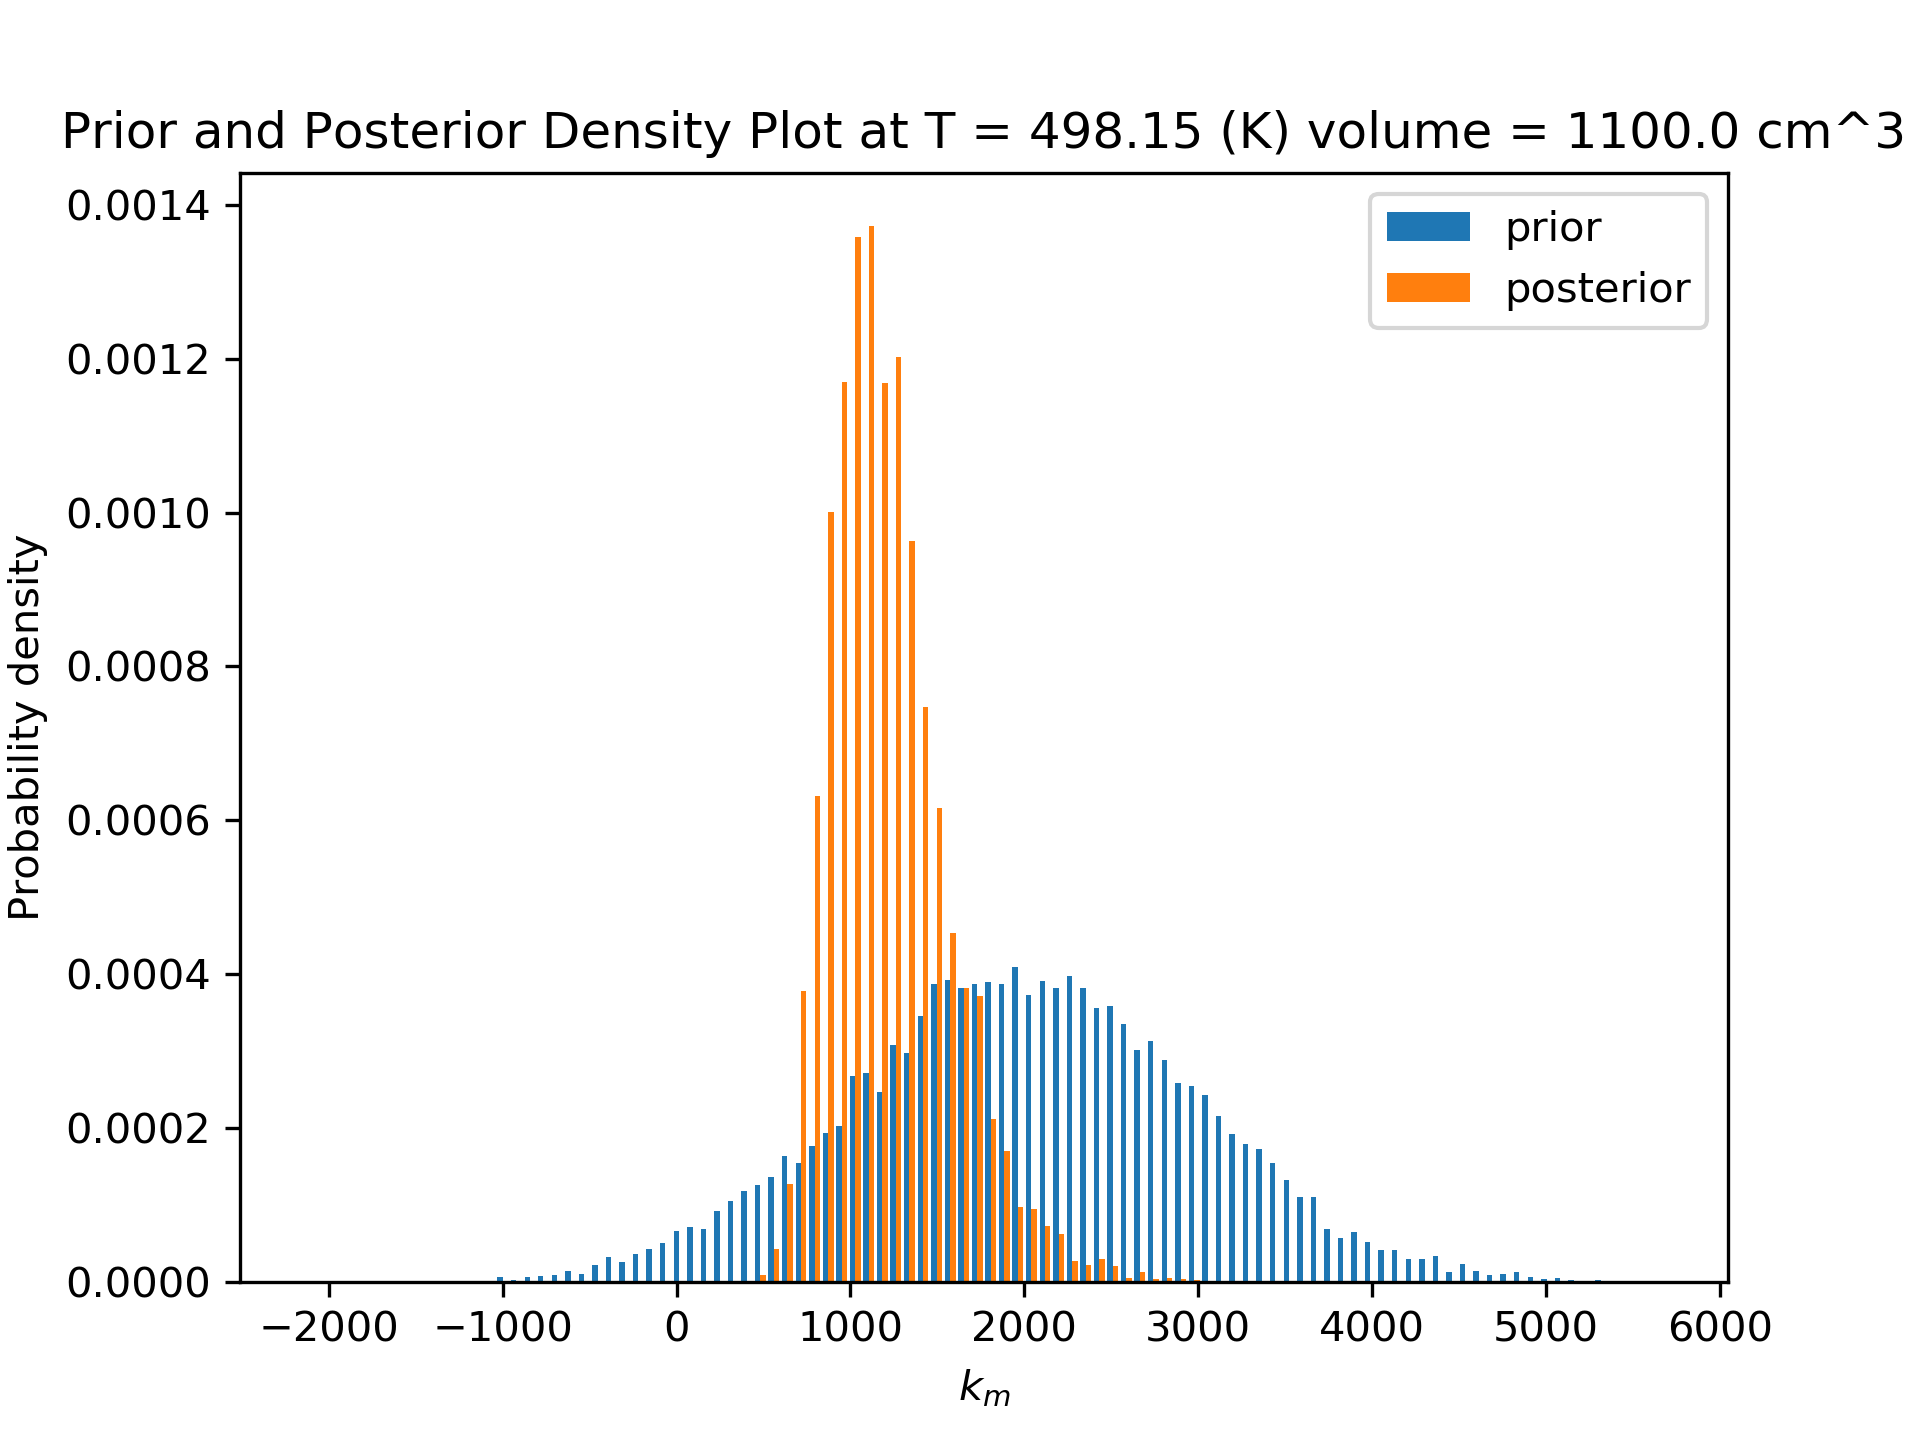 Prior and Posterior Density Plot at T = 498.15 (K) volume = 1100.0 cm^3
prior
posterior
0.0014
0.0012
0.0010
0.0008
0.0006
0.0004
0.0002
0.0000
Probability density
−2000 −1000 0 1000 2000 3000 4000 5000 6000
k_m